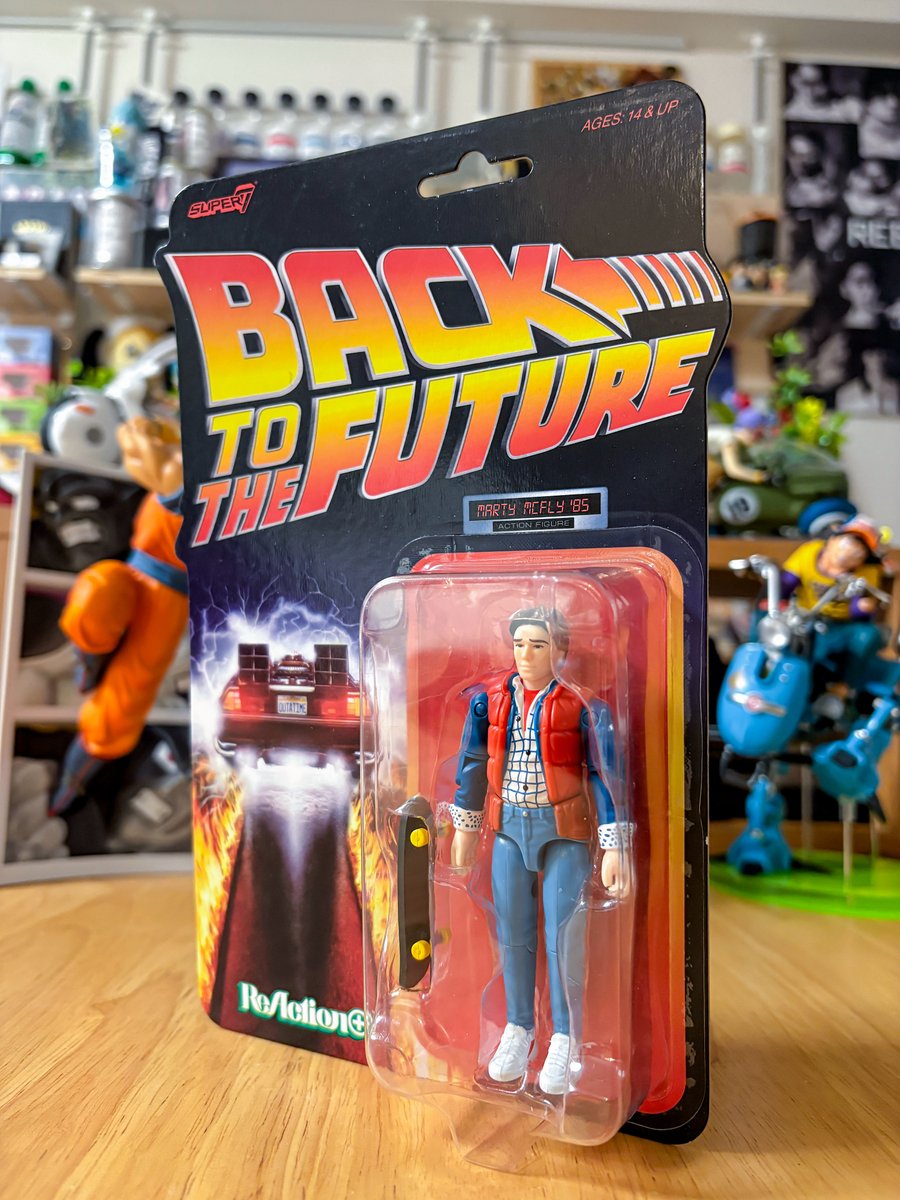 SUPER7
AGES: 14 & UP
BACK
TO
THE FUTURE
MARTY MCFLY '85
ACTION FIGURE
OUTATIME
ReAction+